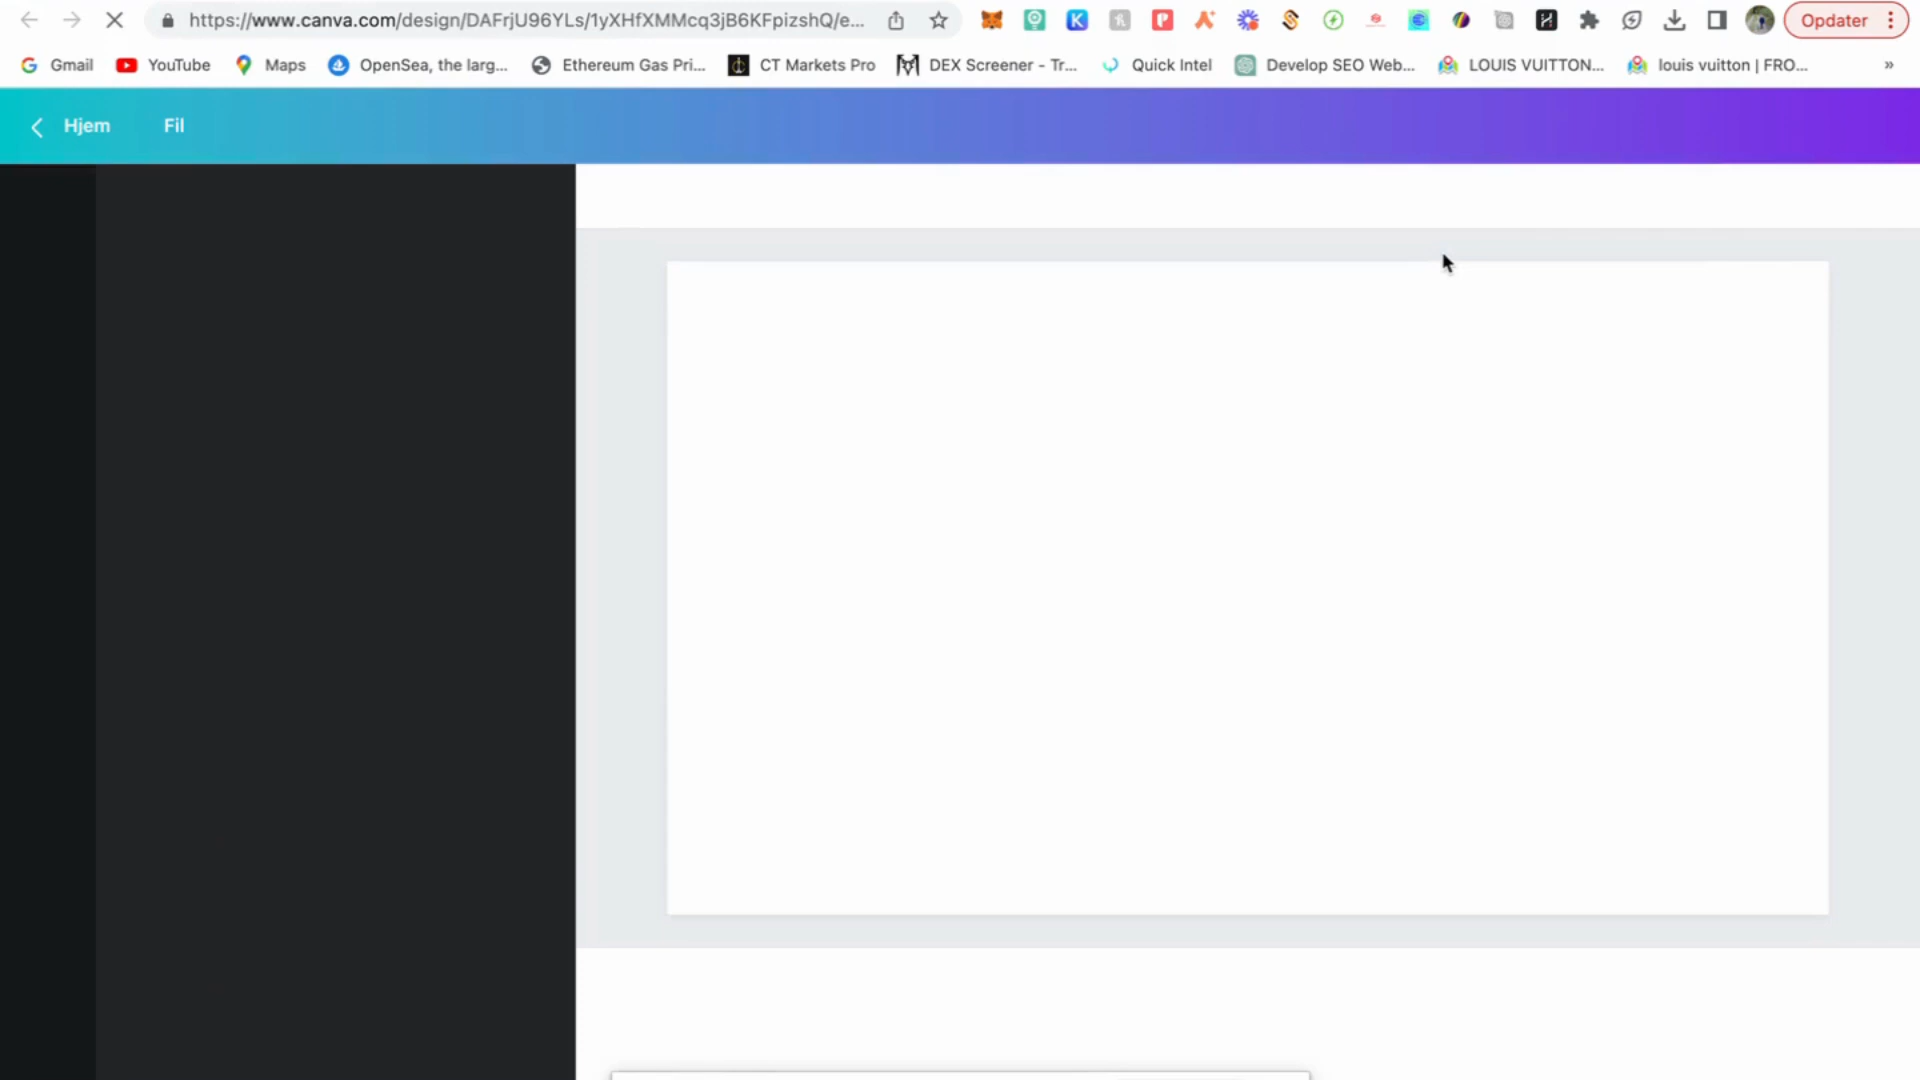 https://www.canva.com/design/DAFrjU96YLs/1yXHfXMMcq3jB6KFpizshQ/e... Opdater
Gmail YouTube Maps OpenSea, the larg... Ethereum Gas Pri... CT Markets Pro DEX Screener - Tr... Quick Intel Develop SEO Web... LOUIS VUITTON... louis vuitton | FRO... »
Hjem Fil